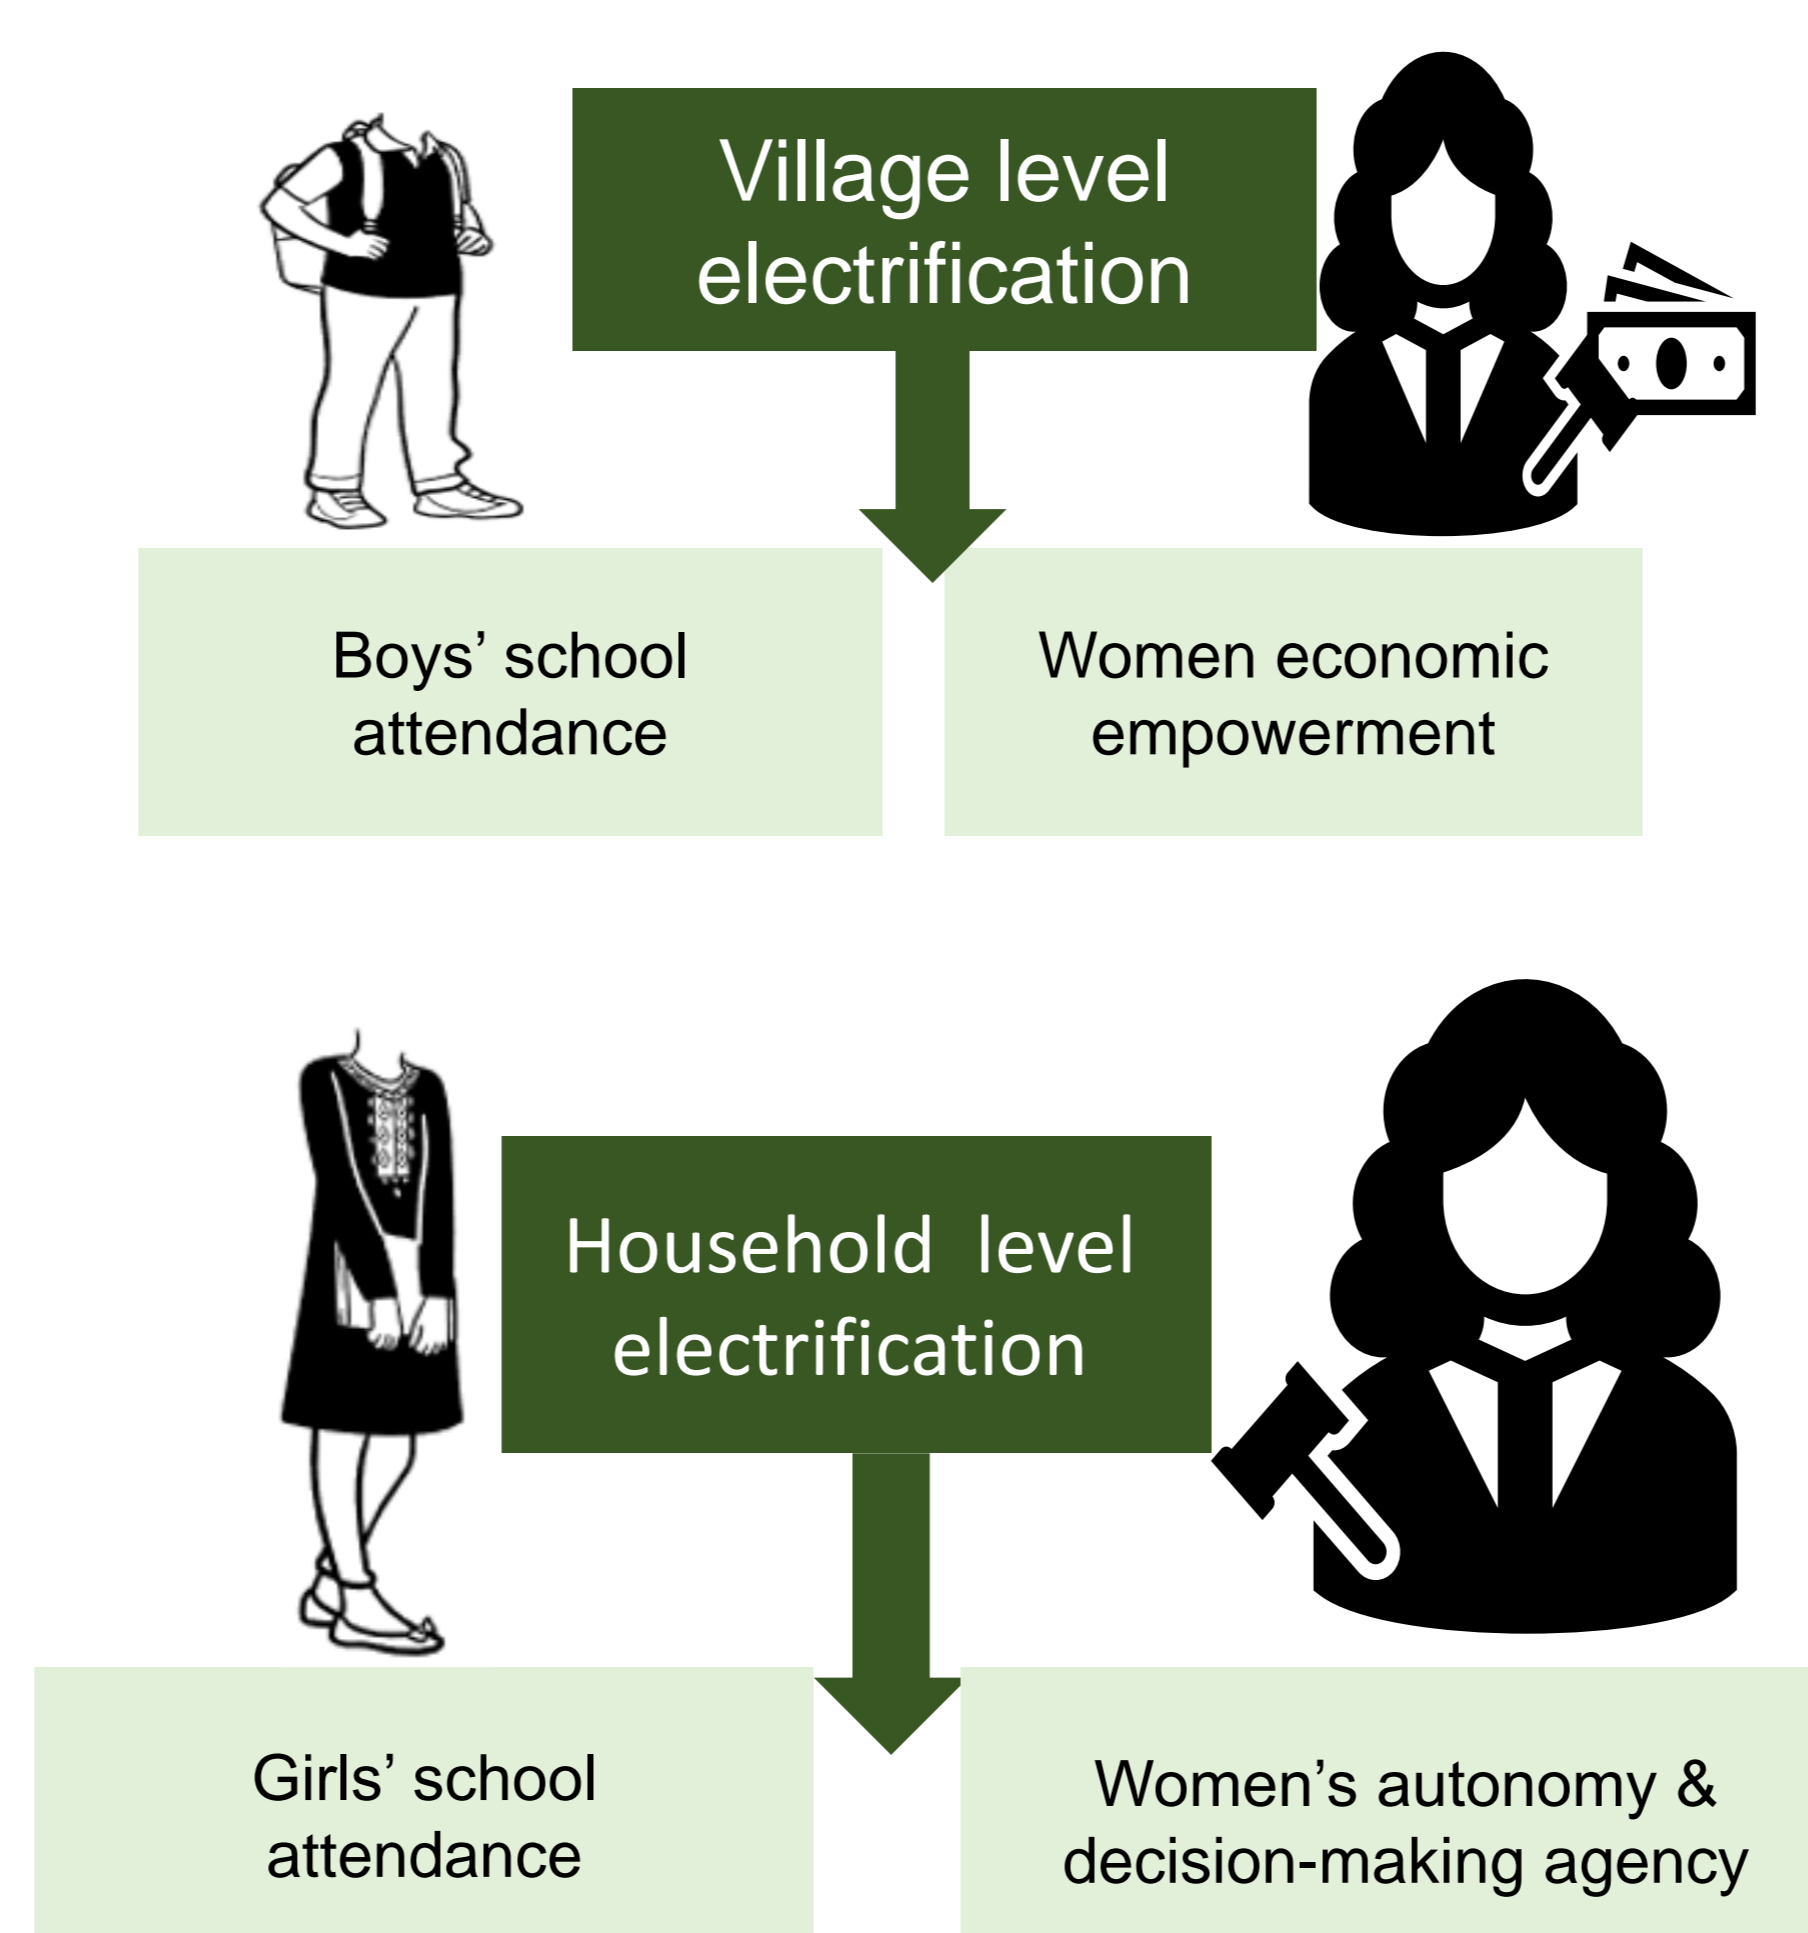 Village level
electrification
Boys’ school
attendance
Women economic
empowerment
Household level
electrification
Girls’ school
attendance
Women’s autonomy &
decision-making agency